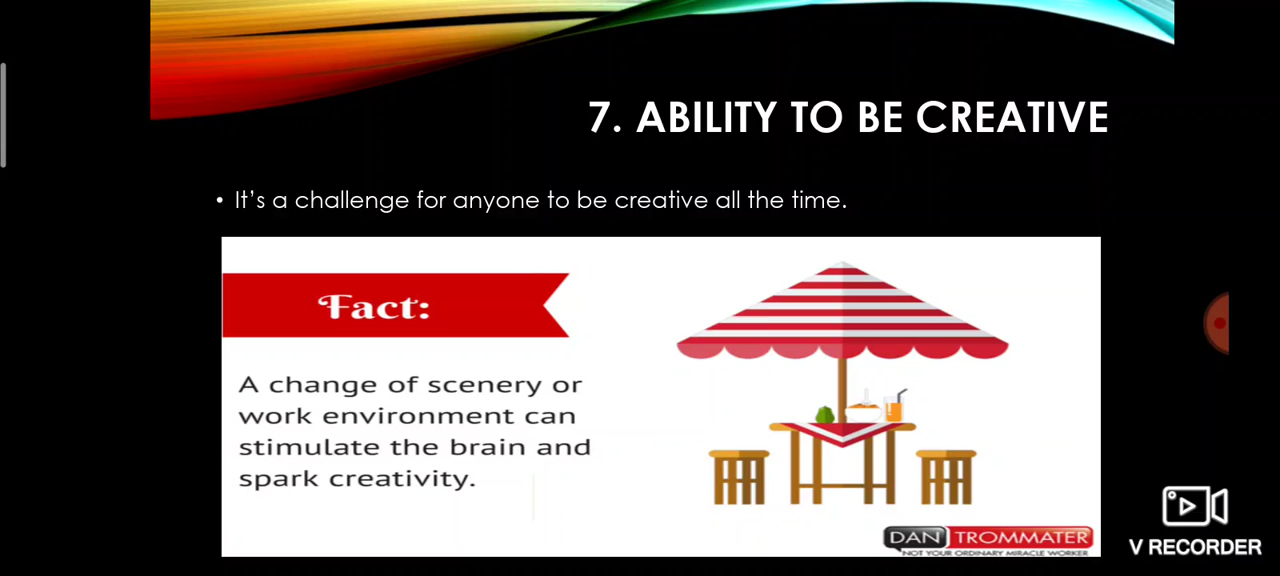 7. ABILITY TO BE CREATIVE
• It's a challenge for anyone to be creative all the time.
Fact:
A change of scenery or
work environment can
stimulate the brain and
spark creativity.
DAN TROMMATER
NOT YOUR ORDINARY MIRACLE WORKER
V RECORDER